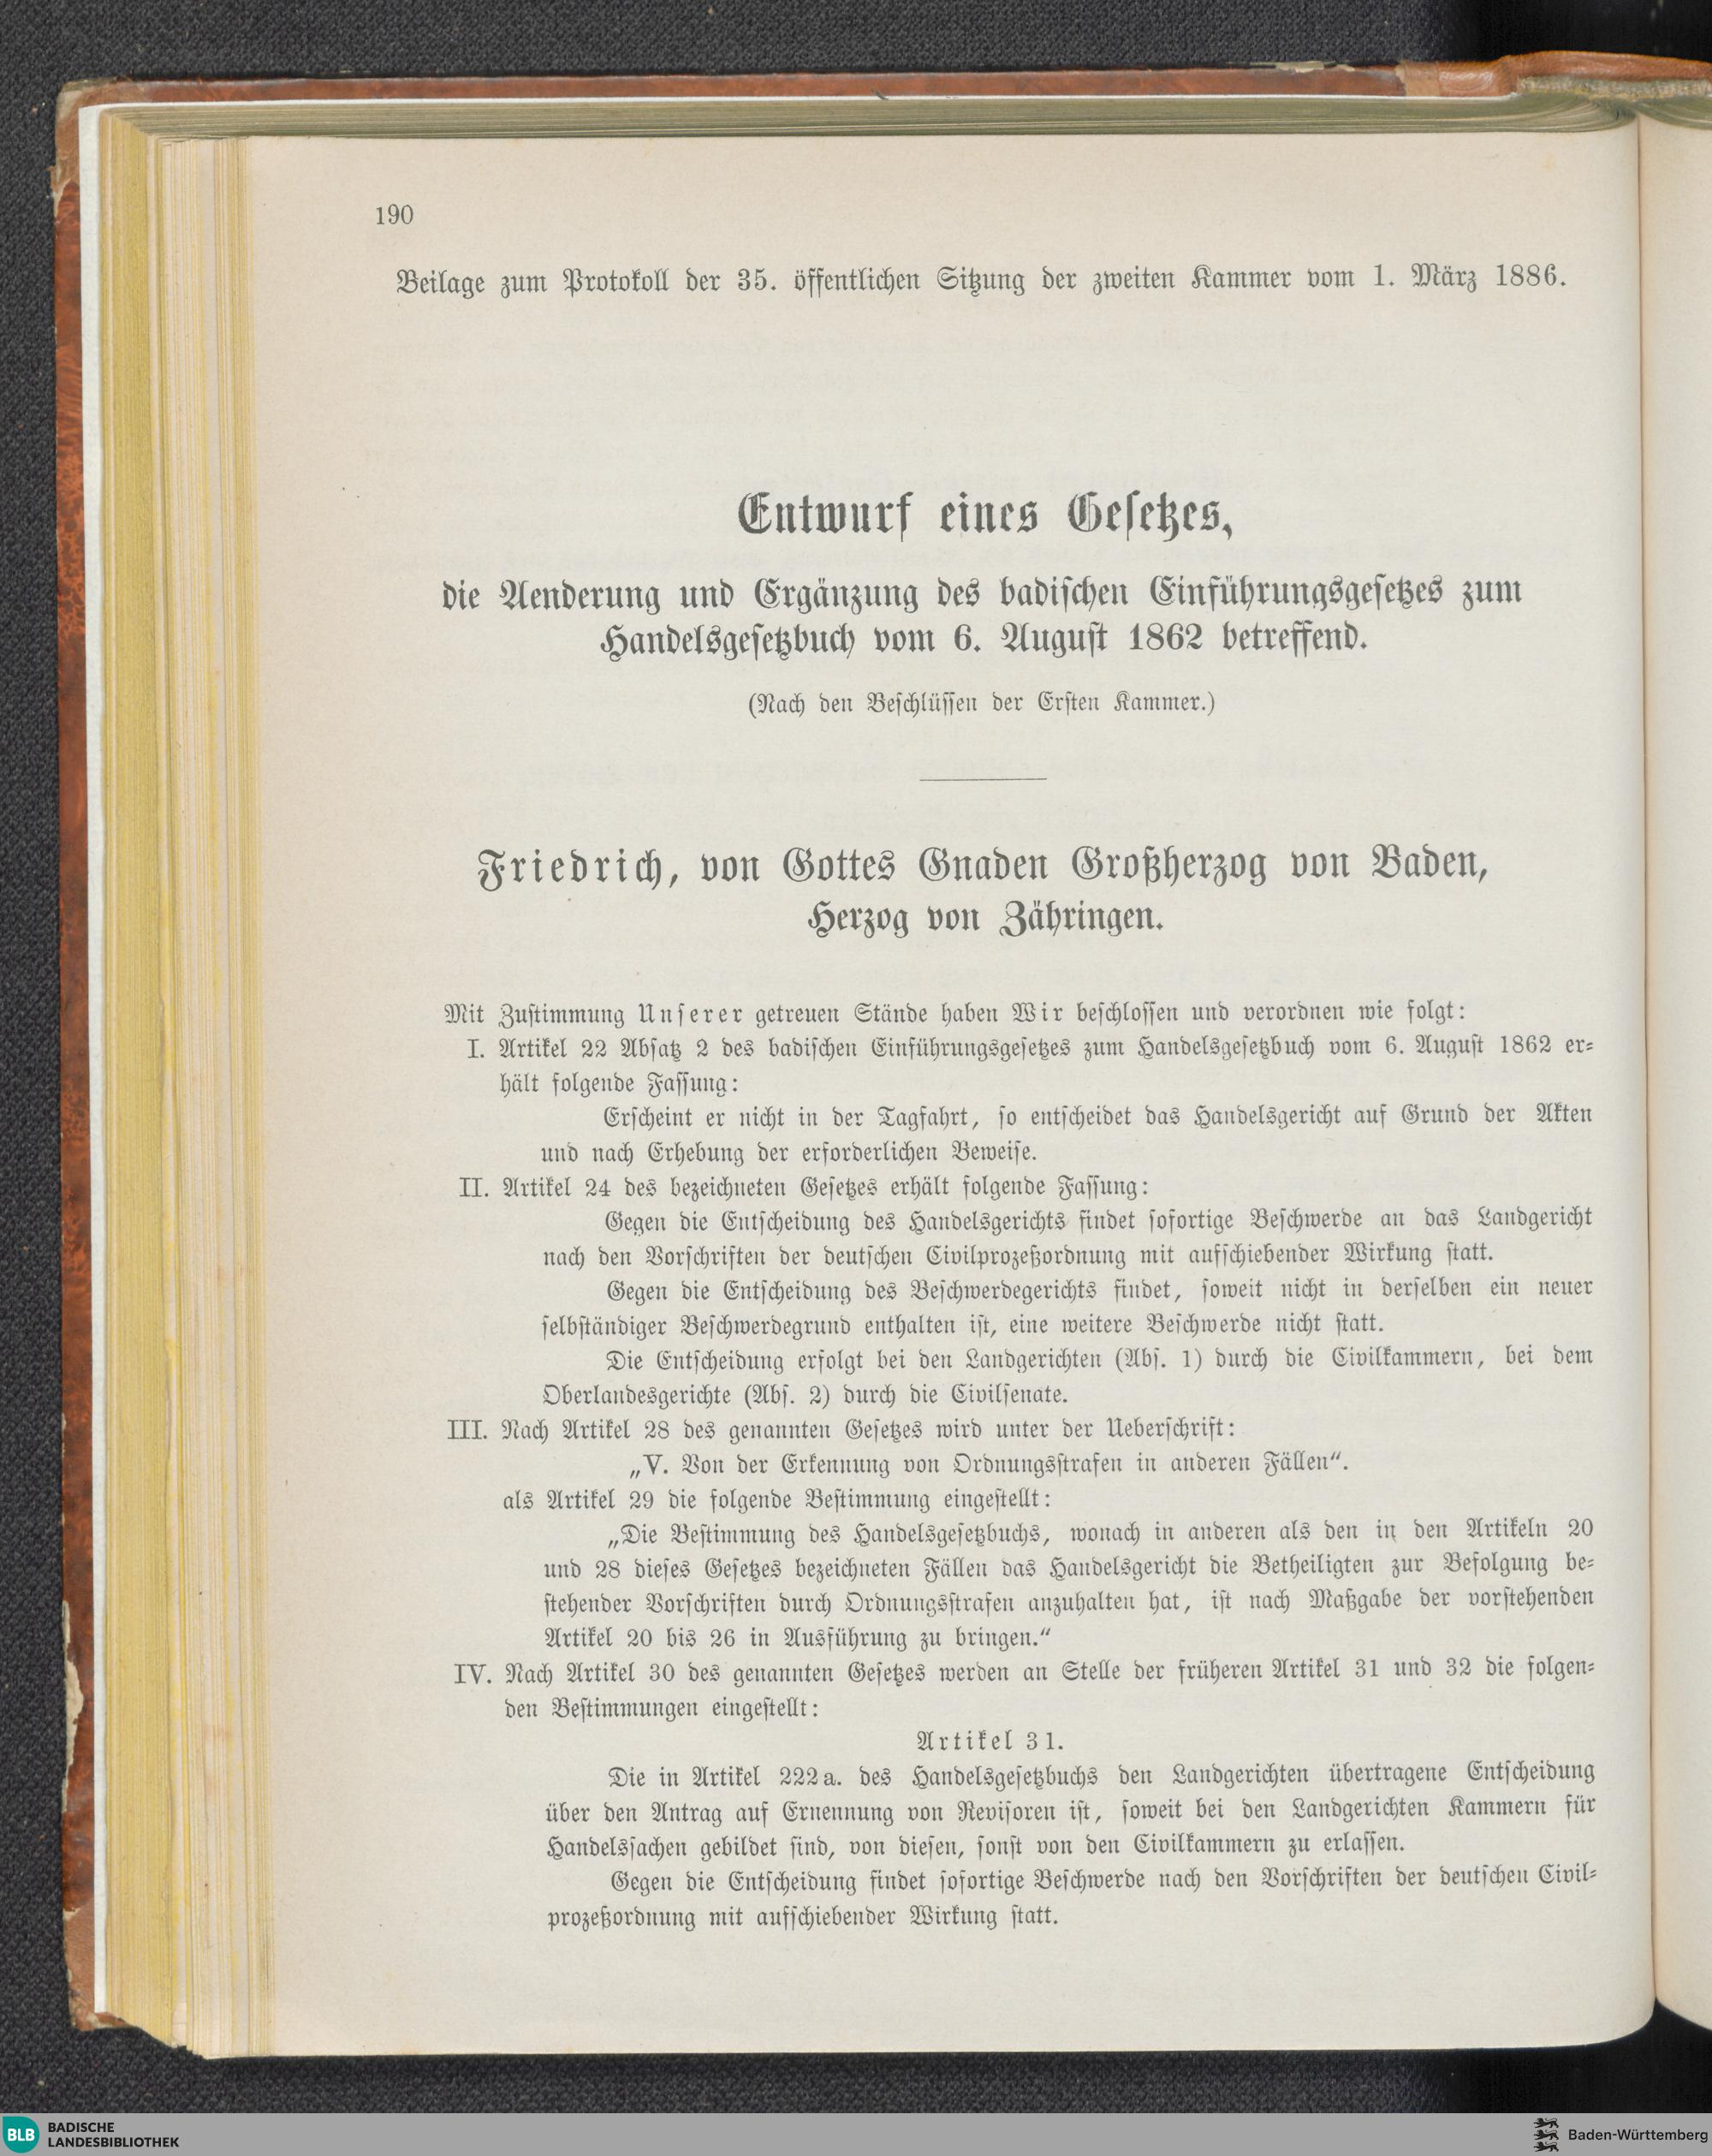 190
Beilage zum Protokoll der 35. öffentlichen Sitzung der zweiten Kammer vom 1. März 1886.
Entwurf eines Gesetzes,
die Aenderung und Ergänzung des badischen Einführungsgesetzes zum
Handelsgesetzbuch vom 6. August 1862 betreffend.
(Nach den Beschlüssen der Ersten Kammer.)
Friedrich, von Gottes Gnaden Großherzog von Baden,
Herzog von Zähringen.
Mit Zustimmung Unserer getreuen Stände haben Wir beschlossen und verordnen wie folgt:
I. Artikel 22 Absatz 2 des badischen Einführungsgesetzes zum Handelsgesetzbuch vom 6. August 1862 er-
hält folgende Fassung:
Erscheint er nicht in der Tagfahrt, so entscheidet das Handelsgericht auf Grund der Akten
und nach Erhebung der erforderlichen Beweise.
II. Artikel 24 des bezeichneten Gesetzes erhält folgende Fassung:
Gegen die Entscheidung des Handelsgerichts findet sofortige Beschwerde an das Landgericht
nach den Vorschriften der deutschen Civilprozeßordnung mit aufschiebender Wirkung statt.
Gegen die Entscheidung des Beschwerdegerichts findet, soweit nicht in derselben ein neuer
selbständiger Beschwerdegrund enthalten ist, eine weitere Beschwerde nicht statt.
Die Entscheidung erfolgt bei den Landgerichten (Abs. 1) durch die Civilkammern, bei dem
Oberlandesgerichte (Abs. 2) durch die Civilsenate.
III. Nach Artikel 28 des genannten Gesetzes wird unter der Ueberschrift:
„V. Von der Erkennung von Ordnungsstrafen in anderen Fällen“.
als Artikel 29 die folgende Bestimmung eingestellt:
„Die Bestimmung des Handelsgesetzbuchs, wonach in anderen als den in den Artikeln 20
und 28 dieses Gesetzes bezeichneten Fällen das Handelsgericht die Betheiligten zur Befolgung be-
stehender Vorschriften durch Ordnungsstrafen anzuhalten hat, ist nach Maßgabe der vorstehenden
Artikel 20 bis 26 in Ausführung zu bringen.“
IV. Nach Artikel 30 des genannten Gesetzes werden an Stelle der früheren Artikel 31 und 32 die folgen-
den Bestimmungen eingestellt:
Artikel 31.
Die in Artikel 222a. des Handelsgesetzbuchs den Landgerichten übertragene Entscheidung
über den Antrag auf Ernennung von Revisoren ist, soweit bei den Landgerichten Kammern für
Handelssachen gebildet sind, von diesen, sonst von den Civilkammern zu erlassen.
Gegen die Entscheidung findet sofortige Beschwerde nach den Vorschriften der deutschen Civil-
prozeßordnung mit aufschiebender Wirkung statt.
BLB BADISCHE
LANDESBIBLIOTHEK
Baden-Württemberg